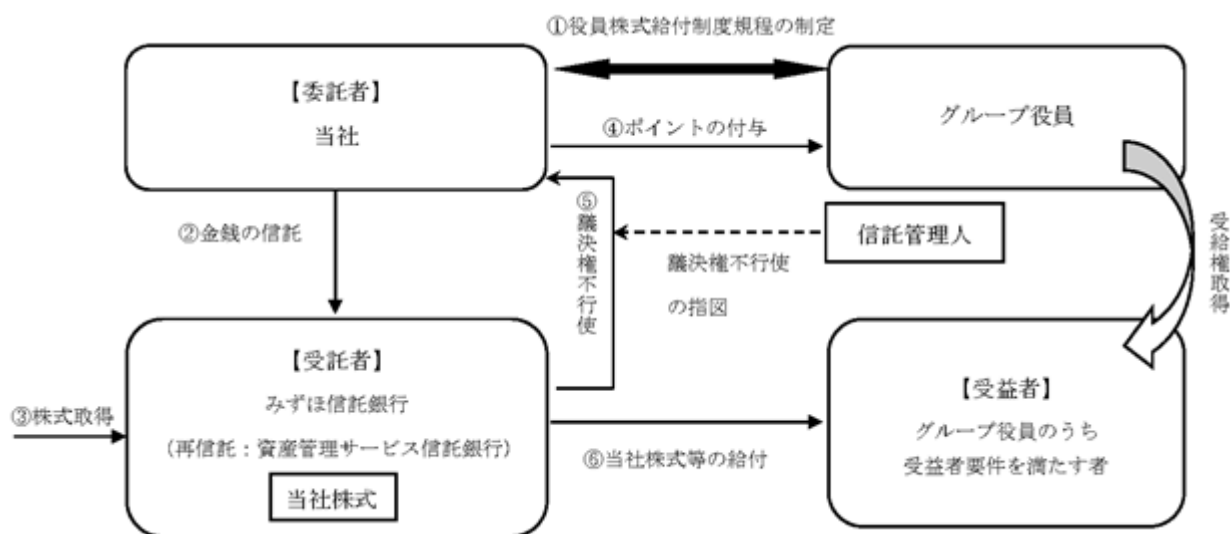 ①役員株式給付制度規程の制定
【委託者】
当社
グループ役員
④ポイントの付与
②金銭の信託
⑤議決権不行使
信託管理人
議決権不行使
の指図
受給権取得
【受託者】
みずほ信託銀行
（再信託：資産管理サービス信託銀行）
当社株式
③株式取得
⑥当社株式等の給付
【受益者】
グループ役員のうち
受益者要件を満たす者